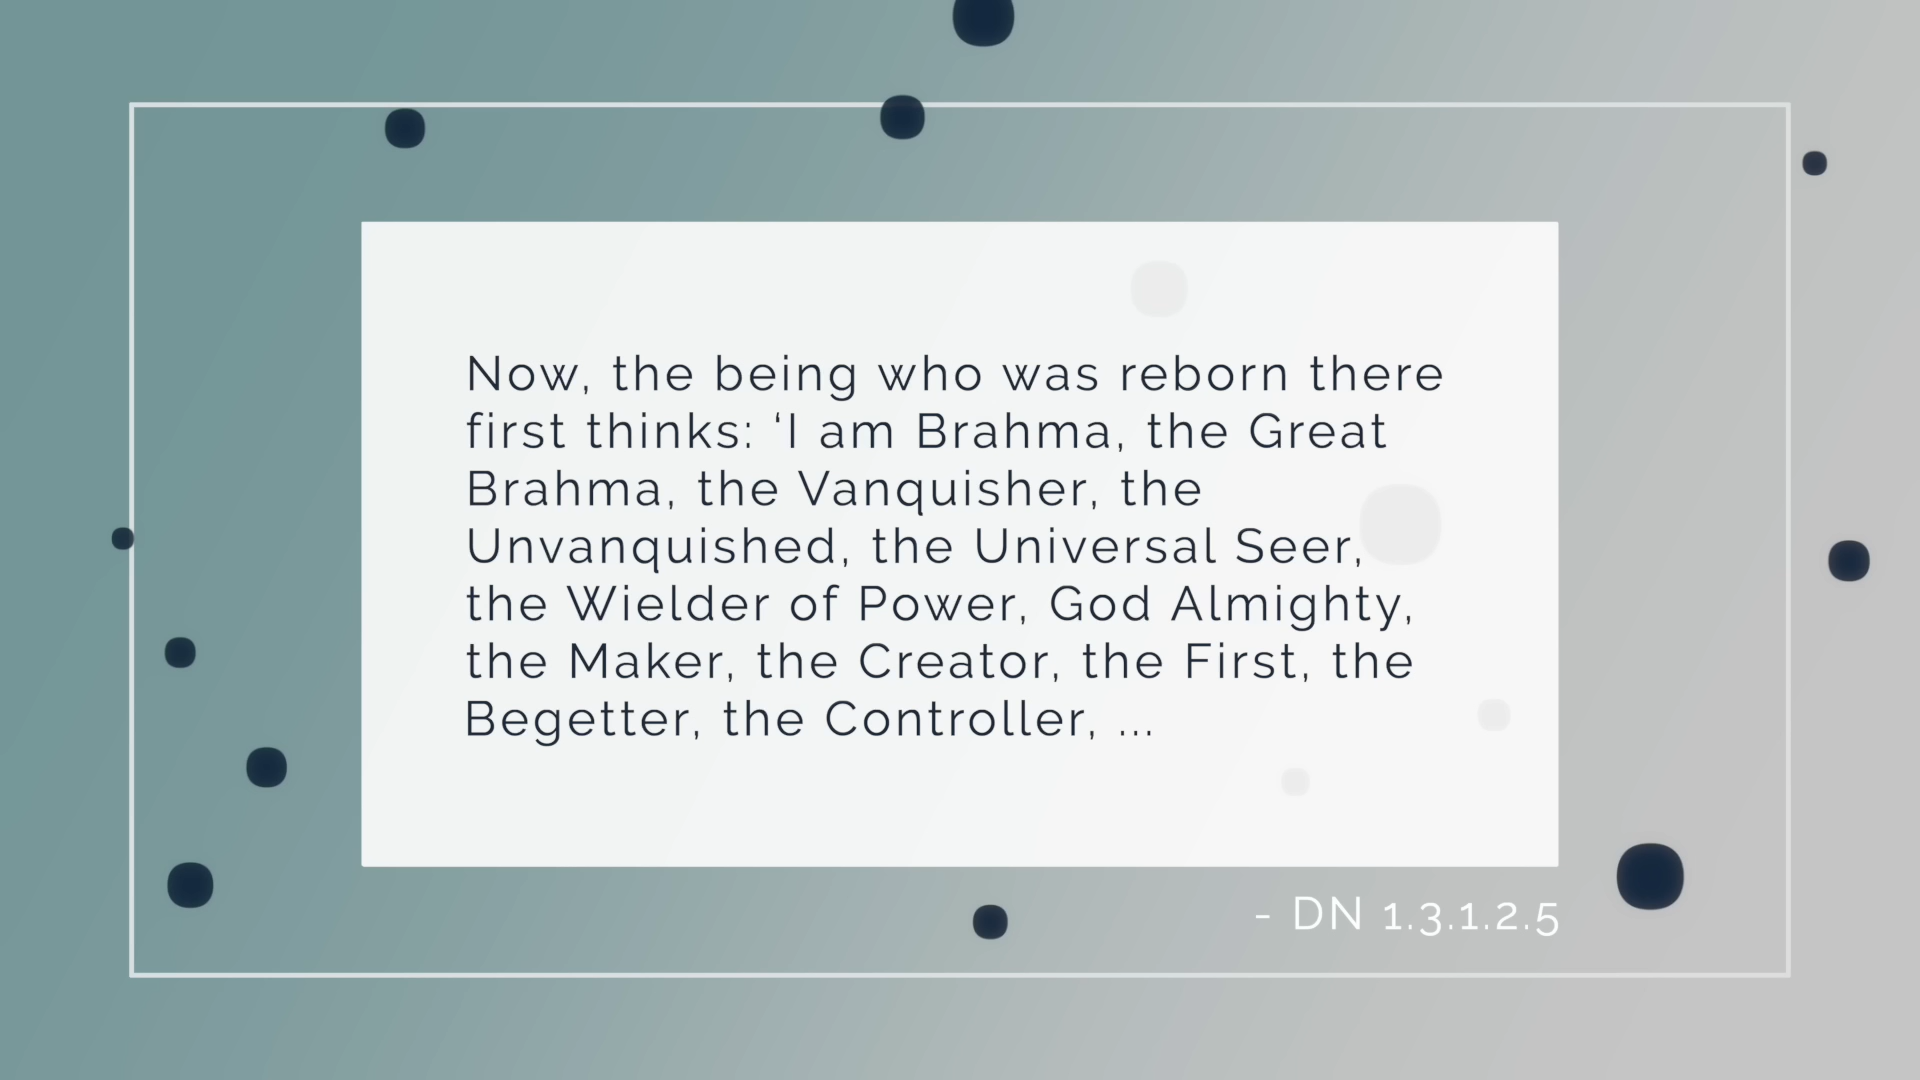 Now, the being who was reborn there
first thinks: ‘I am Brahma, the Great
Brahma, the Vanquisher, the
Unvanquished, the Universal Seer,
the Wielder of Power, God Almighty,
the Maker, the Creator, the First, the
Begetter, the Controller, ...
- DN 1.3.1.2.5